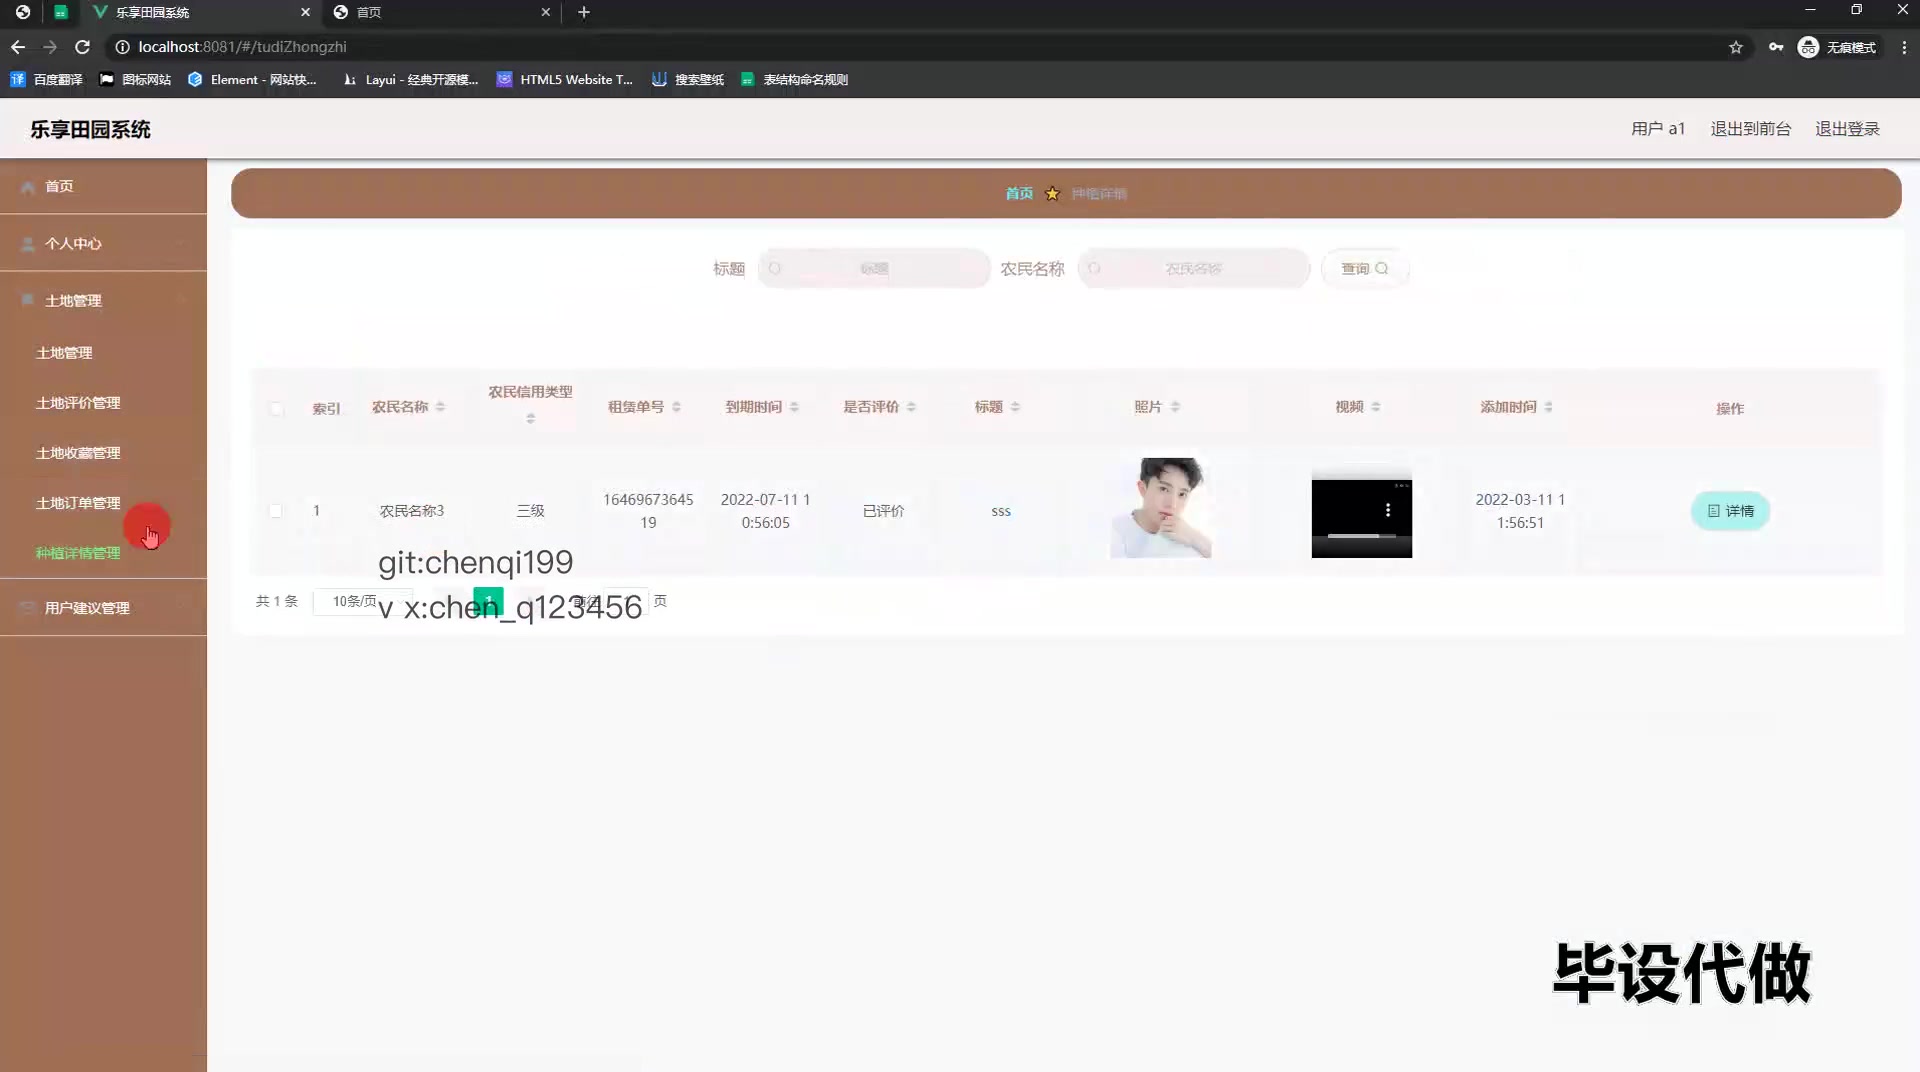 乐享田园系统
首页
localhost:8081/#/tudiZhongzhi
无痕模式
百度翻译
图标网站
Element - 网站快...
Layui - 经典开源模...
HTML5 Website T...
搜索壁纸
表结构命名规则
乐享田园系统
用户 a1
退出到前台
退出登录
首页
个人中心
土地管理
土地管理
土地评价管理
土地收藏管理
土地订单管理
种植详情管理
用户建议管理
首页
种植详情
标题
标题
农民名称
农民名称
查询
索引
农民名称
农民信用类型
租赁单号
到期时间
是否评价
标题
照片
视频
添加时间
操作
1
农民名称3
三级
16469673645
19
2022-07-11 1
0:56:05
已评价
sss
2022-03-11 1
1:56:51
详情
git:chenqi199
共 1 条
10条/页
1
前往
页
v x:chen_q123456
毕设代做